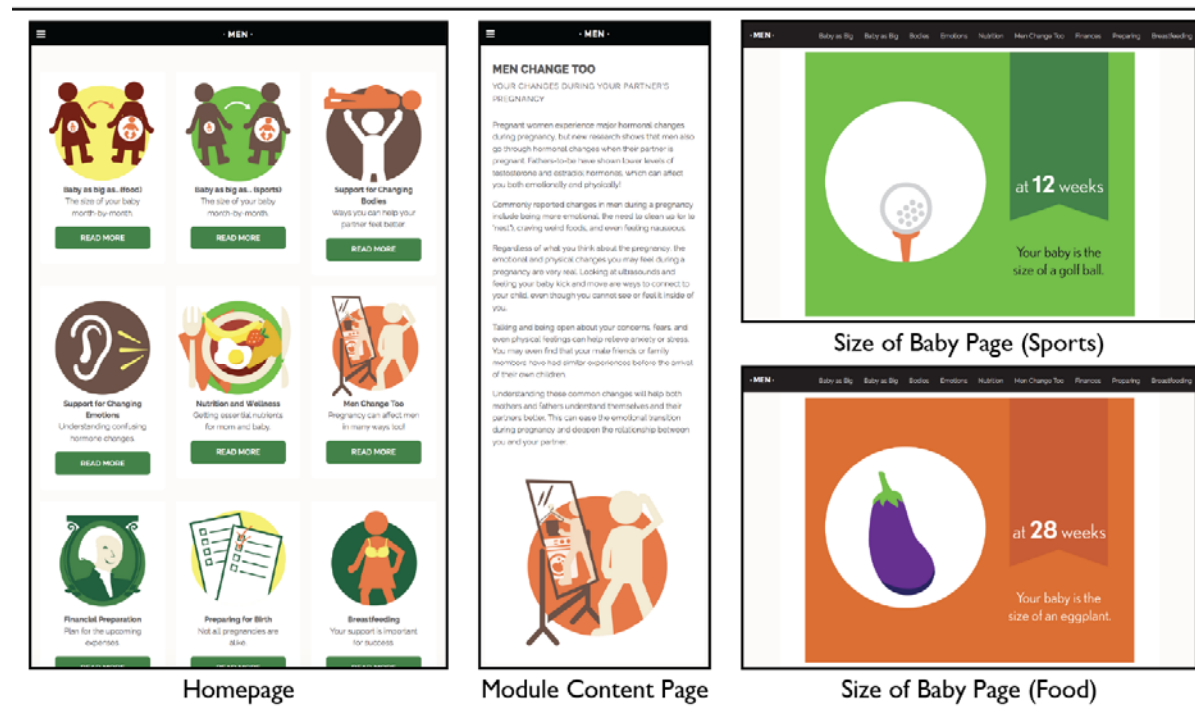 · MEN ·
Baby as big as... (food)
The size of your baby
month-by-month.
READ MORE
Baby as big as... (sports)
The size of your baby
month-by-month.
READ MORE
Support for Changing
Bodies
Ways you can help your
partner feel better
READ MORE
Support for Changing
Emotions
Understanding confusing
hormone changes.
READ MORE
Nutrition and Wellness
Getting essential nutrients
for mom and baby.
READ MORE
Men Change Too
Pregnancy can affect men
in many ways too!
READ MORE
Financial Preparation
Plan for the upcoming
expenses
READ MORE
Preparing for Birth
Not all pregnancies are
alike.
READ MORE
Breastfeeding
Your support is important
for success.
READ MORE
Homepage
· MEN ·
MEN CHANGE TOO
YOUR CHANGES DURING YOUR PARTNER'S
PREGNANCY
Pregnant women experience major hormonal changes
during pregnancy, but new research shows that men also
go through hormonal changes when their partner is
pregnant. Fathers-to-be have shown lower levels of
testosterone and estradiol hormones, which can affect
you both emotionally and physically!
Commonly reported changes in men during a pregnancy
include being more emotional, the need to clean up (or to
"nest"), craving weird foods, and even feeling nauseous.
Regardless of what you think about the pregnancy, the
emotional and physical changes you may feel during a
pregnancy are very real. Looking at ultrasounds and
feeling your baby kick and move are ways to connect to
your child, even though you cannot see or feel it inside of
you.
Talking and being open about your concerns, fears, and
even physical feelings can help relieve anxiety or stress.
You may even find that your male friends or family
members have had similar experiences before the arrival
of their own children.
Understanding these common changes will help both
mothers and fathers understand themselves and their
partners better. This can ease the emotional transition
during pregnancy and deepen the relationship between
you and your partner.
Module Content Page
· MEN · Baby as Big Baby as Big Bodies Emotions Nutrition Men Change Too Finances Preparing Breastfeeding
at 12 weeks
Your baby is the
size of a golf ball.
Size of Baby Page (Sports)
· MEN · Baby as Big Baby as Big Bodies Emotions Nutrition Men Change Too Finances Preparing Breastfeeding
at 28 weeks
Your baby is the
size of an eggplant.
Size of Baby Page (Food)